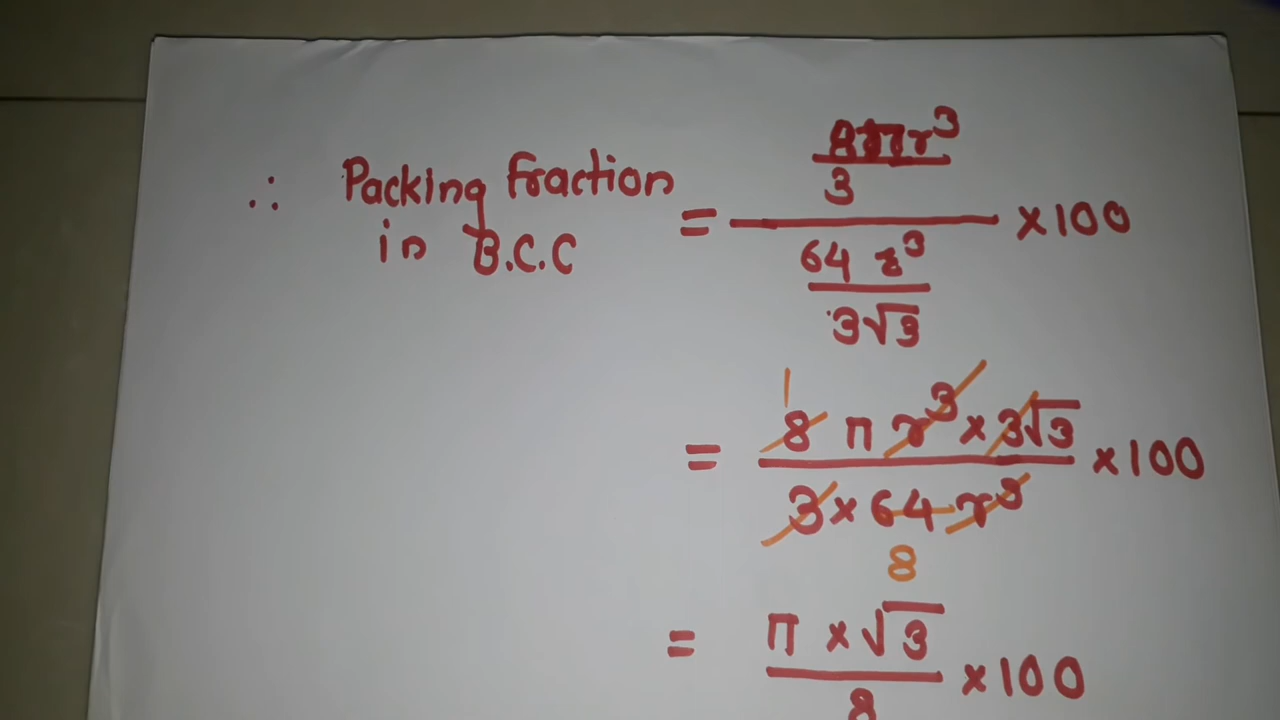 ∴ Packing Fraction in B.C.C = (8πr³/3) / (64 r³/3√3) × 100
= (8 π r³ × 3√3) / (3 × 64 r³) × 100
1
8
= (π × √3) / 8 × 100